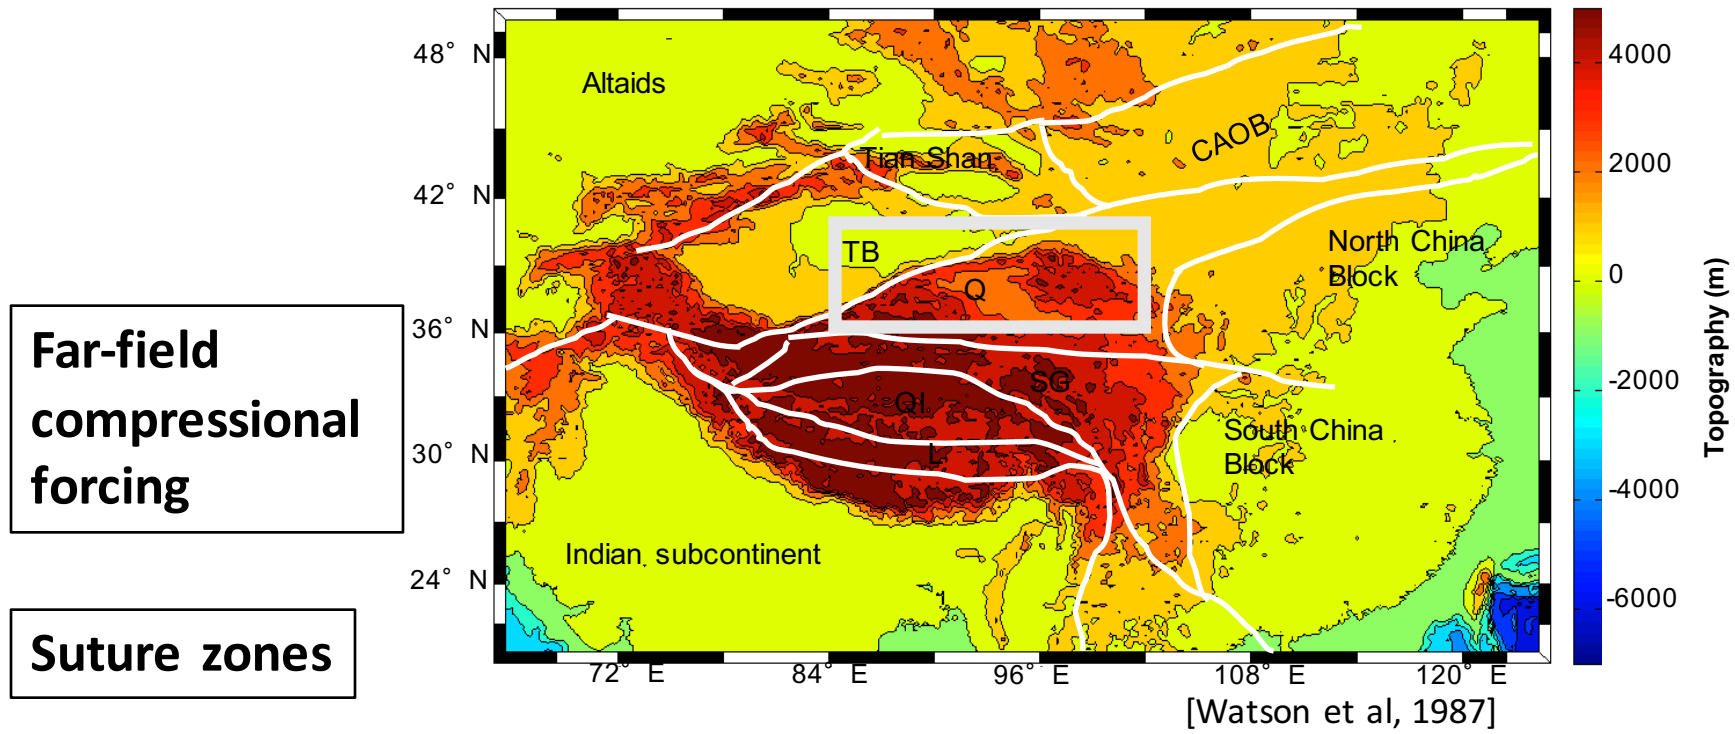 Far-field
compressional
forcing
Suture zones
48° N
42° N
36° N
30° N
24° N
72° E
84° E
96° E
108° E
120° E
Altaids
Tian Shan
CAOB
TB
Q
North China
Block
SG
QI
L
South China
Block
Indian subcontinent
4000
2000
0
-2000
-4000
-6000
Topography (m)
[Watson et al, 1987]